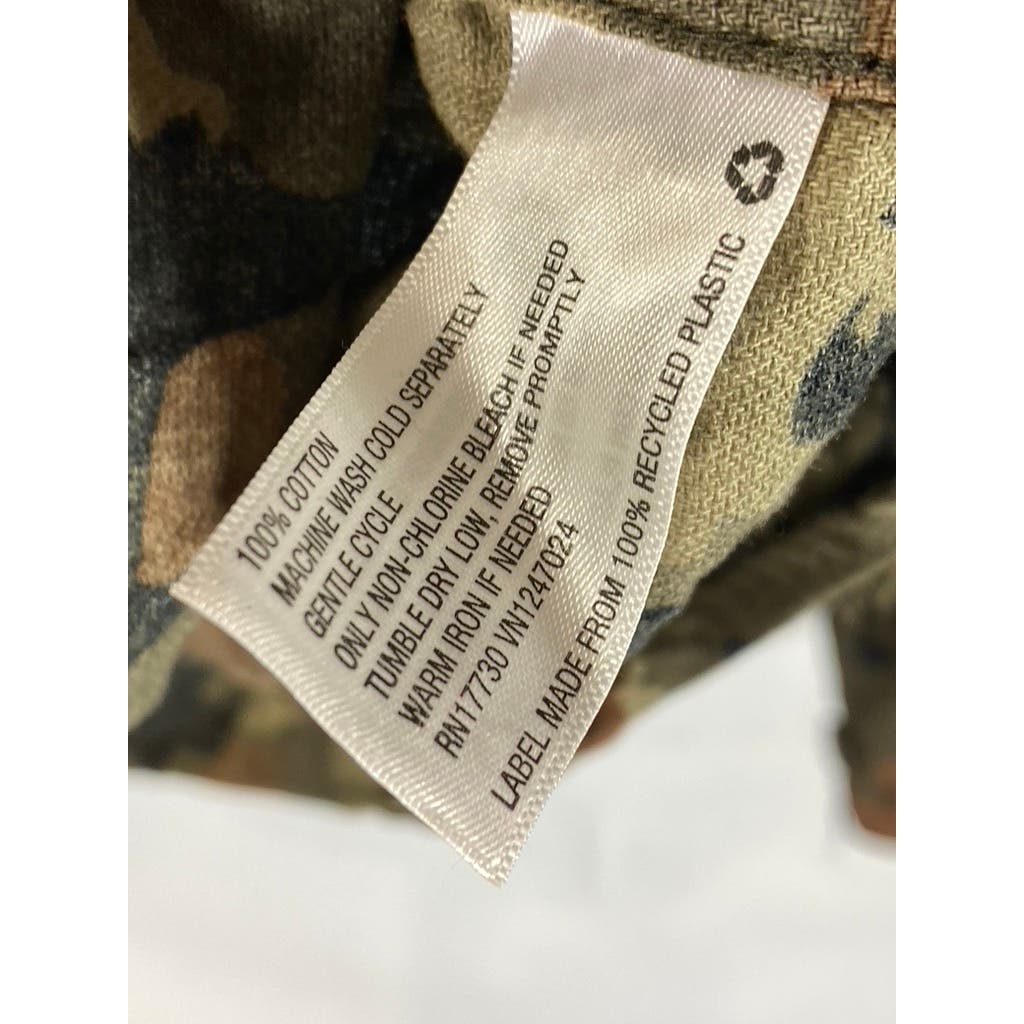 100% COTTON
MACHINE WASH COLD SEPARATELY
GENTLE CYCLE
ONLY NON-CHLORINE BLEACH IF NEEDED
TUMBLE DRY LOW, REMOVE PROMPTLY
WARM IRON IF NEEDED
RN17730 VN1247024
LABEL MADE FROM 100% RECYCLED PLASTIC